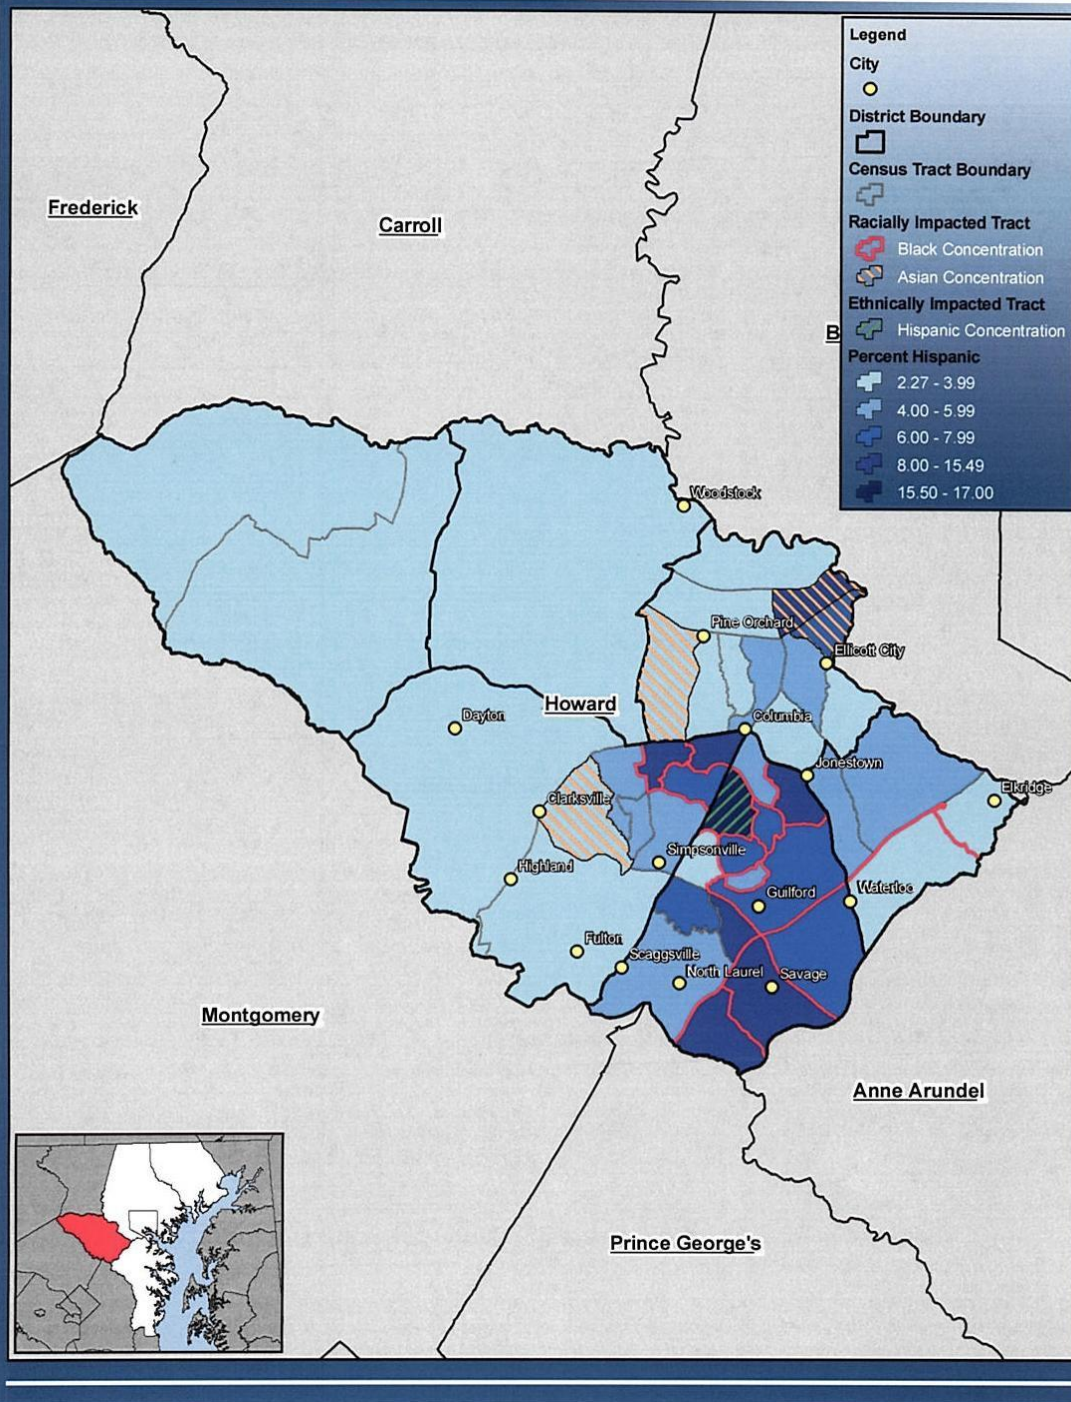 Legend
City
District Boundary
Census Tract Boundary
Racially Impacted Tract
Black Concentration
Asian Concentration
Ethnically Impacted Tract
Hispanic Concentration
Percent Hispanic
2.27 - 3.99
4.00 - 5.99
6.00 - 7.99
8.00 - 15.49
15.50 - 17.00
Frederick
Carroll
B
Woodstock
Pine Orchard
Ellicott City
Howard
Dayton
Columbia
Jonestown
Elkridge
Clarksville
Simpsonville
Highland
Guilford
Waterloo
Fulton
Scaggsville
North Laurel
Savage
Montgomery
Anne Arundel
Prince George's